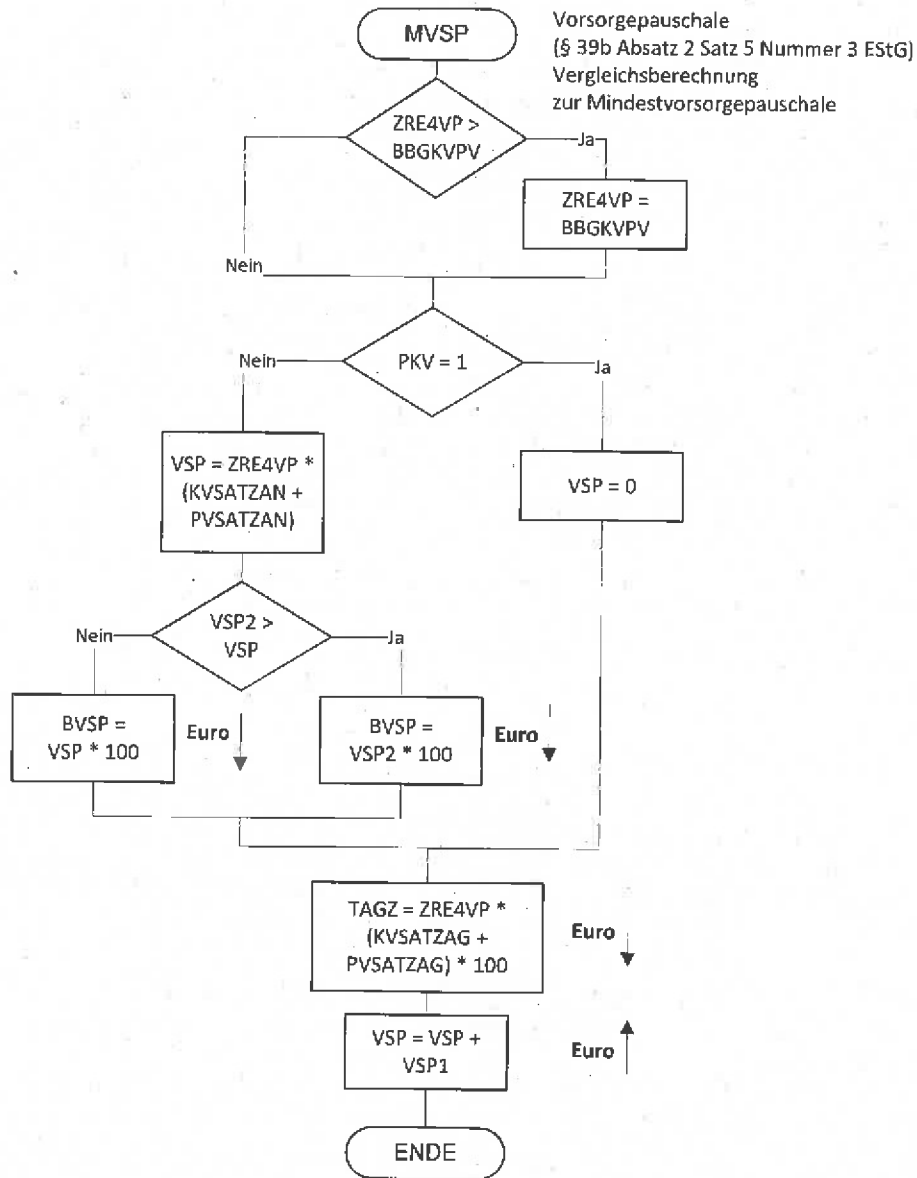 MVSP
Vorsorgepauschale
(§ 39b Absatz 2 Satz 5 Nummer 3 EStG)
Vergleichsberechnung
zur Mindestvorsorgepauschale
ZRE4VP >
BBGKVPV
Ja
ZRE4VP =
BBGKVPV
Nein
PKV = 1
Nein
Ja
VSP = ZRE4VP *
(KVSATZAN +
PVSATZAN)
VSP = 0
VSP2 >
VSP
Nein
Ja
BVSP =
VSP * 100
Euro
BVSP =
VSP2 * 100
Euro
TAGZ = ZRE4VP *
(KVSATZAG +
PVSATZAG) * 100
Euro
VSP = VSP +
VSP1
Euro
ENDE